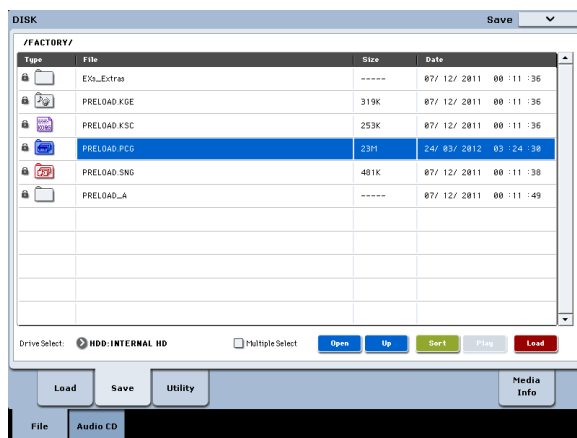 DISK Save
/FACTORY/
Type File Size Date
EXs_Extras ----- 07/ 12/ 2011 00 :11 :36
PRELOAD.KGE 319K 07/ 12/ 2011 00 :11 :36
PRELOAD.KSC 253K 07/ 12/ 2011 00 :11 :36
PRELOAD.PCG 23M 24/ 03/ 2012 03 :24 :30
PRELOAD.SNG 481K 07/ 12/ 2011 00 :11 :38
PRELOAD_A ----- 07/ 12/ 2011 00 :11 :49
Drive Select: HDD:INTERNAL HD Multiple Select Open Up Sort Play Load
Load Save Utility Media Info
File Audio CD